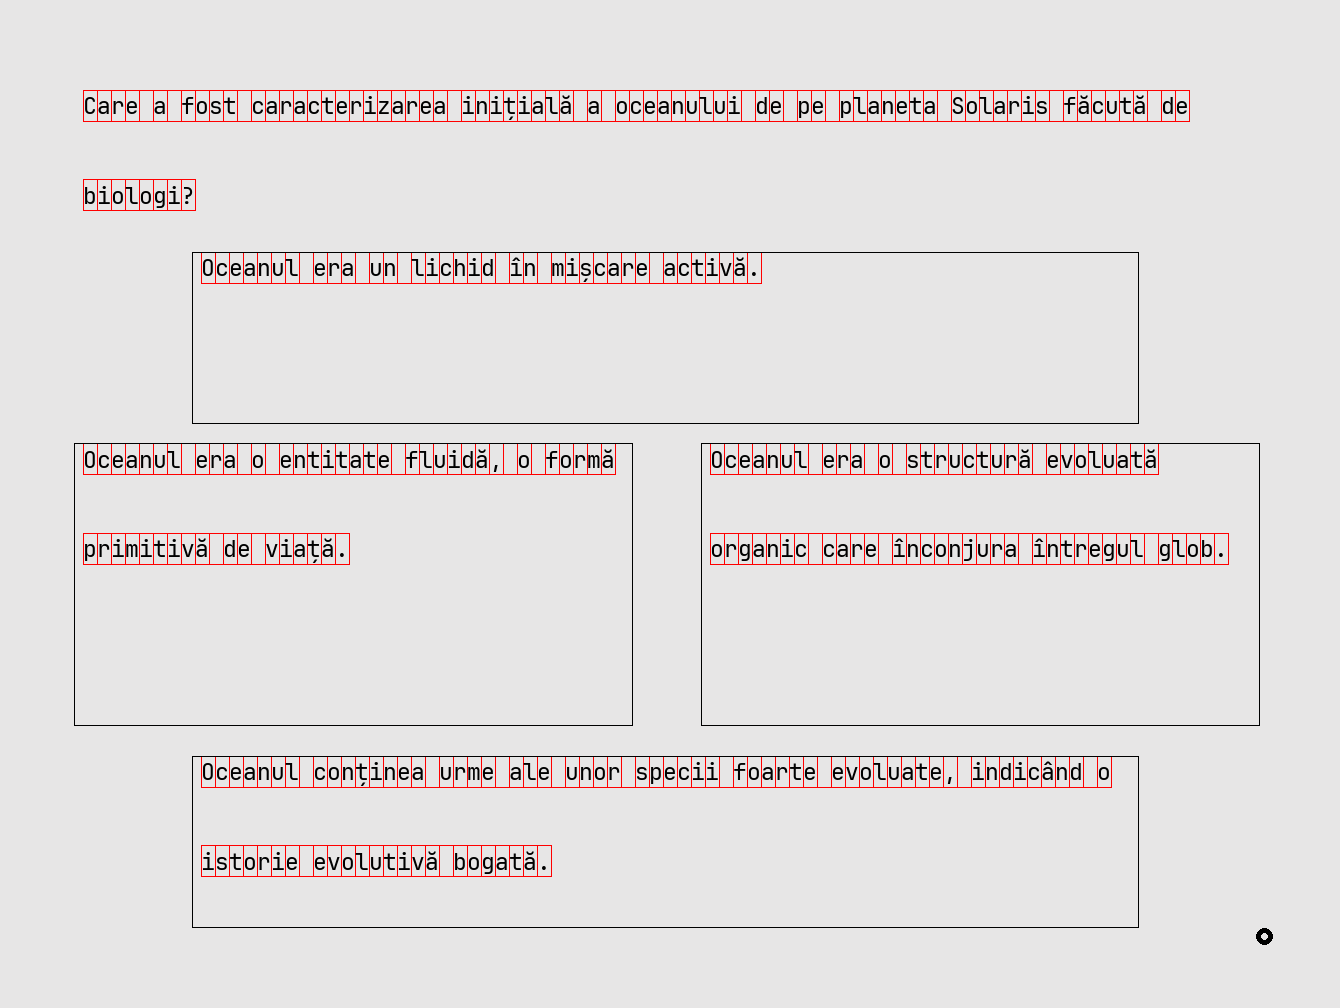 Care a fost caracterizarea inițială a oceanului de pe planeta Solaris făcută de
biologi?
Oceanul era un lichid în mișcare activă.
Oceanul era o entitate fluidă, o formă
primitivă de viață.
Oceanul era o structură evoluată
organic care înconjura întregul glob.
Oceanul conținea urme ale unor specii foarte evoluate, indicând o
istorie evolutivă bogată.